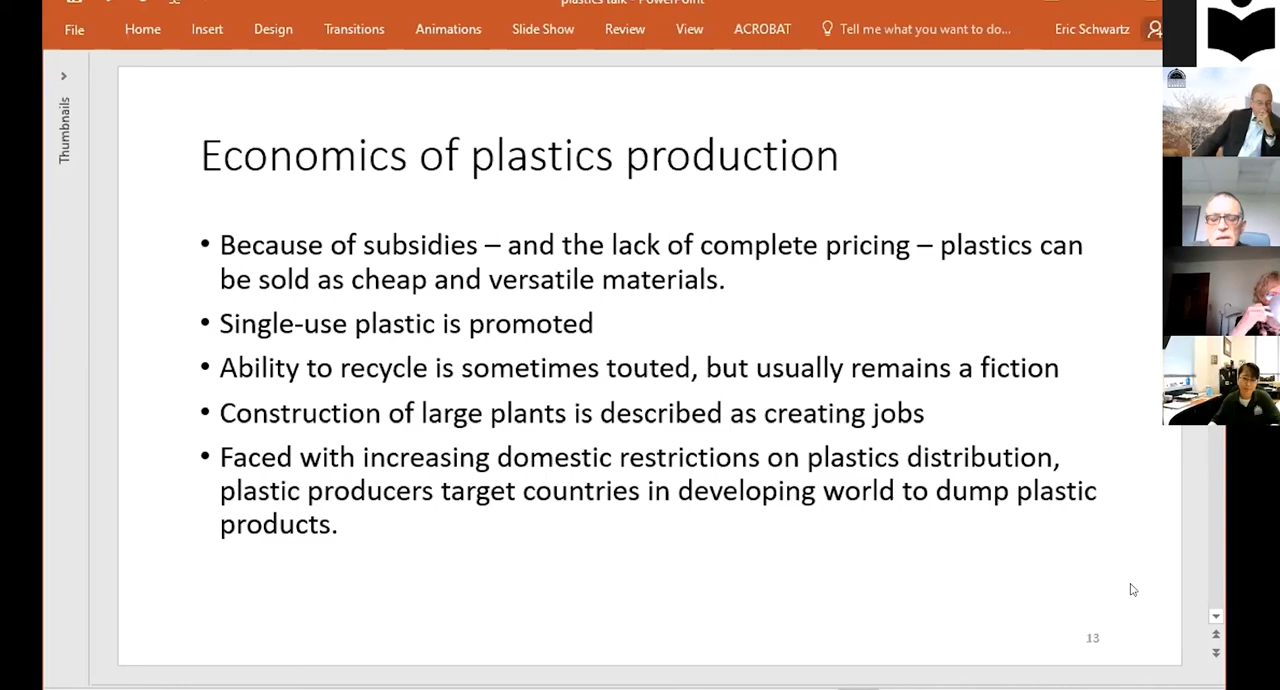 plastics talk - PowerPoint
File Home Insert Design Transitions Animations Slide Show Review View ACROBAT Tell me what you want to do... Eric Schwartz
Thumbnails
Economics of plastics production
• Because of subsidies – and the lack of complete pricing – plastics can
be sold as cheap and versatile materials.
• Single-use plastic is promoted
• Ability to recycle is sometimes touted, but usually remains a fiction
• Construction of large plants is described as creating jobs
• Faced with increasing domestic restrictions on plastics distribution,
plastic producers target countries in developing world to dump plastic
products.
13